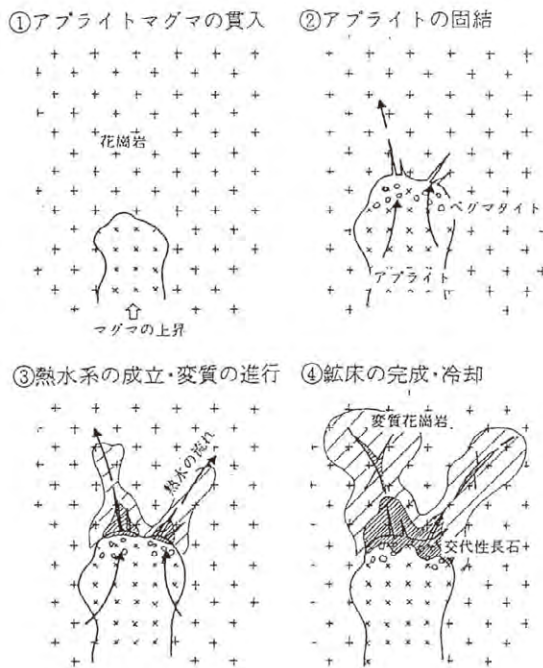 ①アプライトマグマの貫入
花崗岩
マグマの上昇
②アプライトの固結
ペグマタイト
アプライト
③熱水系の成立・変質の進行
熱水の流れ
④鉱床の完成・冷却
変質花崗岩
交代性長石